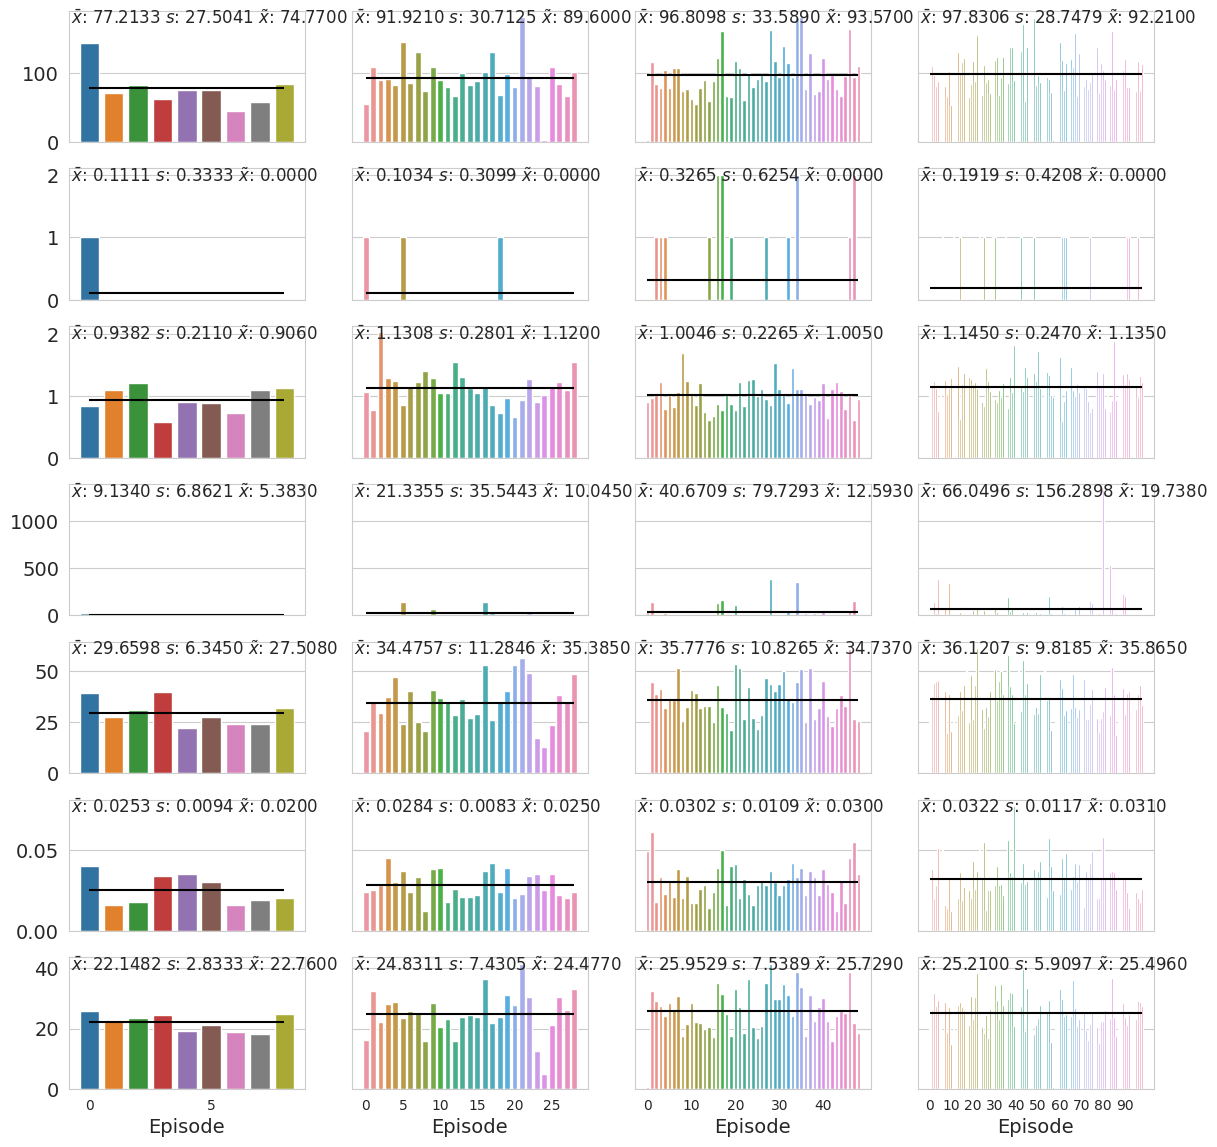 x̄: 77.2133 s: 27.5041 x̃: 74.7700
x̄: 91.9210 s: 30.7125 x̃: 89.6000
x̄: 96.8098 s: 33.5890 x̃: 93.5700
x̄: 97.8306 s: 28.7479 x̃: 92.2100
100
0
x̄: 0.1111 s: 0.3333 x̃: 0.0000
x̄: 0.1034 s: 0.3099 x̃: 0.0000
x̄: 0.3265 s: 0.6254 x̃: 0.0000
x̄: 0.1919 s: 0.4208 x̃: 0.0000
2
1
0
x̄: 0.9382 s: 0.2110 x̃: 0.9060
x̄: 1.1308 s: 0.2801 x̃: 1.1200
x̄: 1.0046 s: 0.2265 x̃: 1.0050
x̄: 1.1450 s: 0.2470 x̃: 1.1350
2
1
0
x̄: 9.1340 s: 6.8621 x̃: 5.3830
x̄: 21.3355 s: 35.5443 x̃: 10.0450
x̄: 40.6709 s: 79.7293 x̃: 12.5930
x̄: 66.0496 s: 156.2898 x̃: 19.7380
1000
500
0
x̄: 29.6598 s: 6.3450 x̃: 27.5080
x̄: 34.4757 s: 11.2846 x̃: 35.3850
x̄: 35.7776 s: 10.8265 x̃: 34.7370
x̄: 36.1207 s: 9.8185 x̃: 35.8650
50
25
0
x̄: 0.0253 s: 0.0094 x̃: 0.0200
x̄: 0.0284 s: 0.0083 x̃: 0.0250
x̄: 0.0302 s: 0.0109 x̃: 0.0300
x̄: 0.0322 s: 0.0117 x̃: 0.0310
0.05
0.00
x̄: 22.1482 s: 2.8333 x̃: 22.7600
x̄: 24.8311 s: 7.4305 x̃: 24.4770
x̄: 25.9529 s: 7.5389 x̃: 25.7290
x̄: 25.2100 s: 5.9097 x̃: 25.4960
40
20
0
0 5
0 5 10 15 20 25
0 10 20 30 40
0 10 20 30 40 50 60 70 80 90
Episode
Episode
Episode
Episode